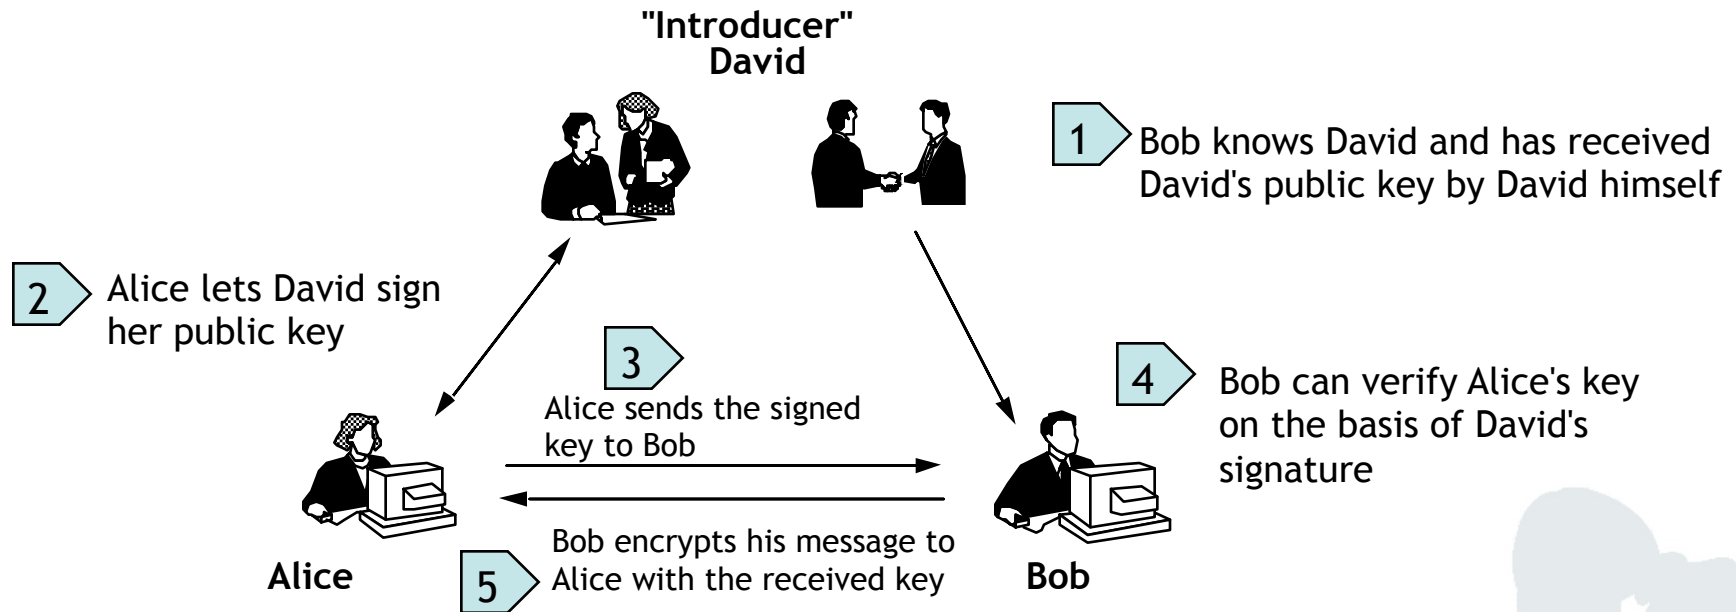 "Introducer"
David
1
Bob knows David and has received
David's public key by David himself
2
Alice lets David sign
her public key
3
Alice sends the signed
key to Bob
4
Bob can verify Alice's key
on the basis of David's
signature
5
Bob encrypts his message to
Alice with the received key
Alice
Bob